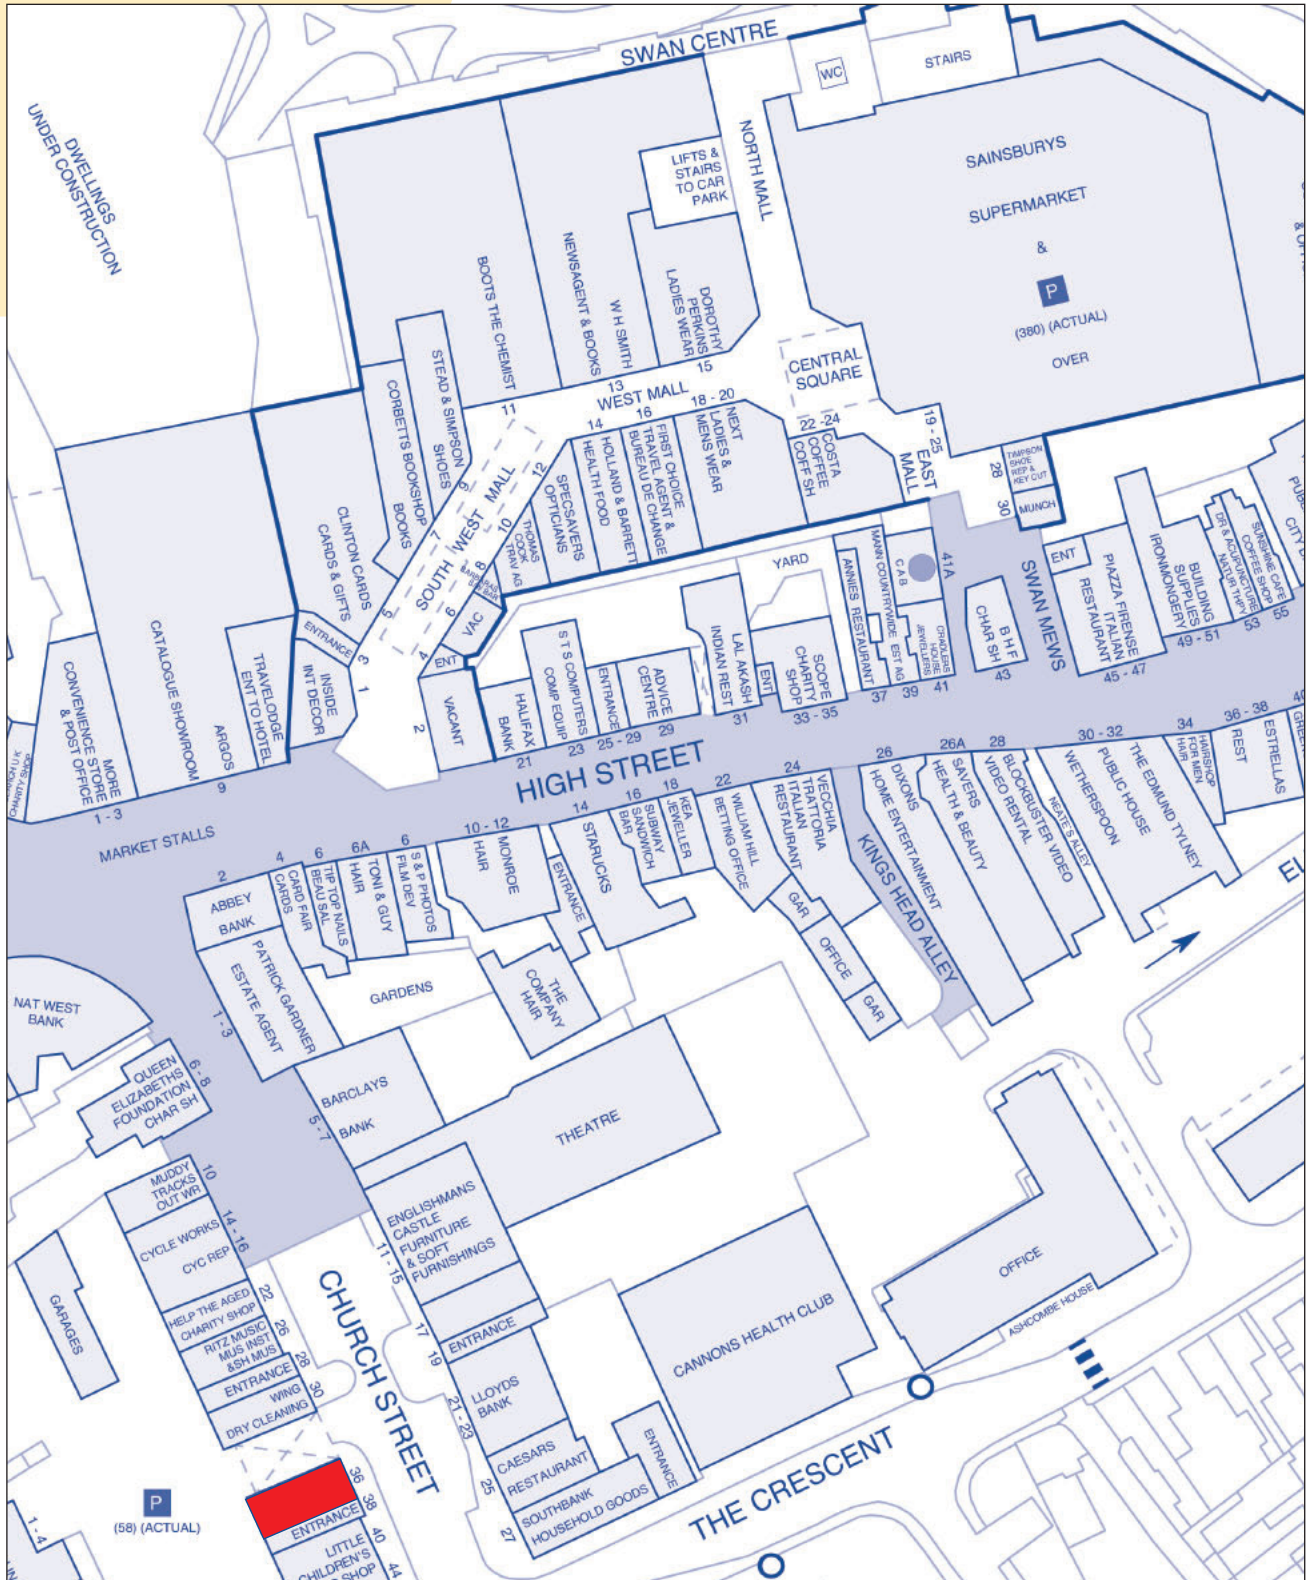 SWAN CENTRE
WC
STAIRS
DWELLINGS
UNDER CONSTRUCTION
NORTH MALL
LIFTS &
STAIRS
TO CAR
PARK
SAINSBURYS
SUPERMARKET
&
P
(380) (ACTUAL)
OVER
BOOTS THE CHEMIST
11
NEWSAGENT & BOOKS
W H SMITH
13
DOROTHY
PERKINS
LADIES WEAR
15
WEST MALL
CENTRAL
SQUARE
STEAD & SIMPSON
SHOES
9
CORBETTS BOOKSHOP
BOOKS
7
CLINTON CARDS
CARDS & GIFTS
5
ENTRANCE
3
INSIDE
INT DECOR
1
SOUTH WEST MALL
12
SPECSAVERS
OPTICIANS
14
HOLLAND & BARRETT
HEALTH FOOD
16
FIRST CHOICE
TRAVEL AGENT &
BUREAU DE CHANGE
18 - 20
NEXT
LADIES &
MENS WEAR
22 -24
COSTA
COFFEE
COFF SH
19 - 25
EAST
MALL
28
TIMPSON
SHOE
REP &
KEY CUT
30
MUNCH
10
THOMAS
COOK
TRAV AG
8
6
VAC
4
ENT
2
VACANT
CATALOGUE SHOWROOM
ARGOS
9
TRAVELODGE
ENT TO HOTEL
MORE
CONVENIENCE STORE
& POST OFFICE
1 - 3
CHARITY SHOP
MARKET STALLS
HIGH STREET
HALIFAX
BANK
21
S T S COMPUTERS
COMP EQUIP
23
ENTRANCE
25 - 29
ADVICE
CENTRE
29
LAL AKASH
INDIAN REST
31
ENT
YARD
SCOPE
CHARITY
SHOP
33 - 35
ANNIES RESTAURANT
37
MANN COUNTRYWIDE EST AG
39
C A B
41A
CRADLERS
HOUSE
JEWELLERS
41
B H F
CHAR SH
43
SWAN MEWS
ENT
PIAZZA FIRENSE
ITALIAN
RESTAURANT
45 - 47
IRONMONGERY
BUILDING
SUPPLIES
49 - 51
DR & ACUPUNCTURE
NATUR THPY
53
SUNSHINE CAFE
COFFEE SHOP
55
2
ABBEY
BANK
4
CARD FAIR
CARDS
6
TIP TOP NAILS
BEAU SAL
6A
TONI & GUY
HAIR
6
S & P PHOTOS
FILM DEV
10 - 12
MONROE
HAIR
ENTRANCE
14
STARUCKS
16
SUBWAY
SANDWICH
BAR
18
KEA
JEWELLER
22
WILLIAM HILL
BETTING OFFICE
24
VECCHIA
TRATTORIA
ITALIAN
RESTAURANT
GAR
OFFICE
GAR
KINGS HEAD ALLEY
26
DIXONS
HOME ENTERTAINMENT
26A
SAVERS
HEALTH & BEAUTY
28
BLOCKBUSTER VIDEO
VIDEO RENTAL
NEATE'S ALLEY
30 - 32
THE EDMUND TYLNEY
PUBLIC HOUSE
WETHERSPOON
34
HAIRSHOP
FOR MEN
HAIR
36 - 38
ESTRELLAS
REST
PATRICK GARDNER
ESTATE AGENT
1 - 3
GARDENS
THE
COMPANY
HAIR
NAT WEST
BANK
QUEEN
ELIZABETHS
FOUNDATION
CHAR SH
6 - 8
BARCLAYS
BANK
5 - 7
THEATRE
MUDDY
TRACKS
OUT WR
10
CYCLE WORKS
CYC REP
14 - 16
HELP THE AGED
CHARITY SHOP
22
RITZ MUSIC
MUS INST
&SH MUS
26
ENTRANCE
28
WING
DRY CLEANING
30
GARAGES
CHURCH STREET
ENGLISHMANS
CASTLE
FURNITURE
& SOFT
FURNISHINGS
11 - 15
17
ENTRANCE
19
LLOYDS
BANK
21 - 23
CAESARS
RESTAURANT
25
SOUTHBANK
HOUSEHOLD GOODS
27
ENTRANCE
CANNONS HEALTH CLUB
OFFICE
ASHCOMBE HOUSE
THE CRESCENT
P
(58) (ACTUAL)
36
38
ENTRANCE
40
LITTLE
CHILDREN'S
SHOP
44
1 - 4